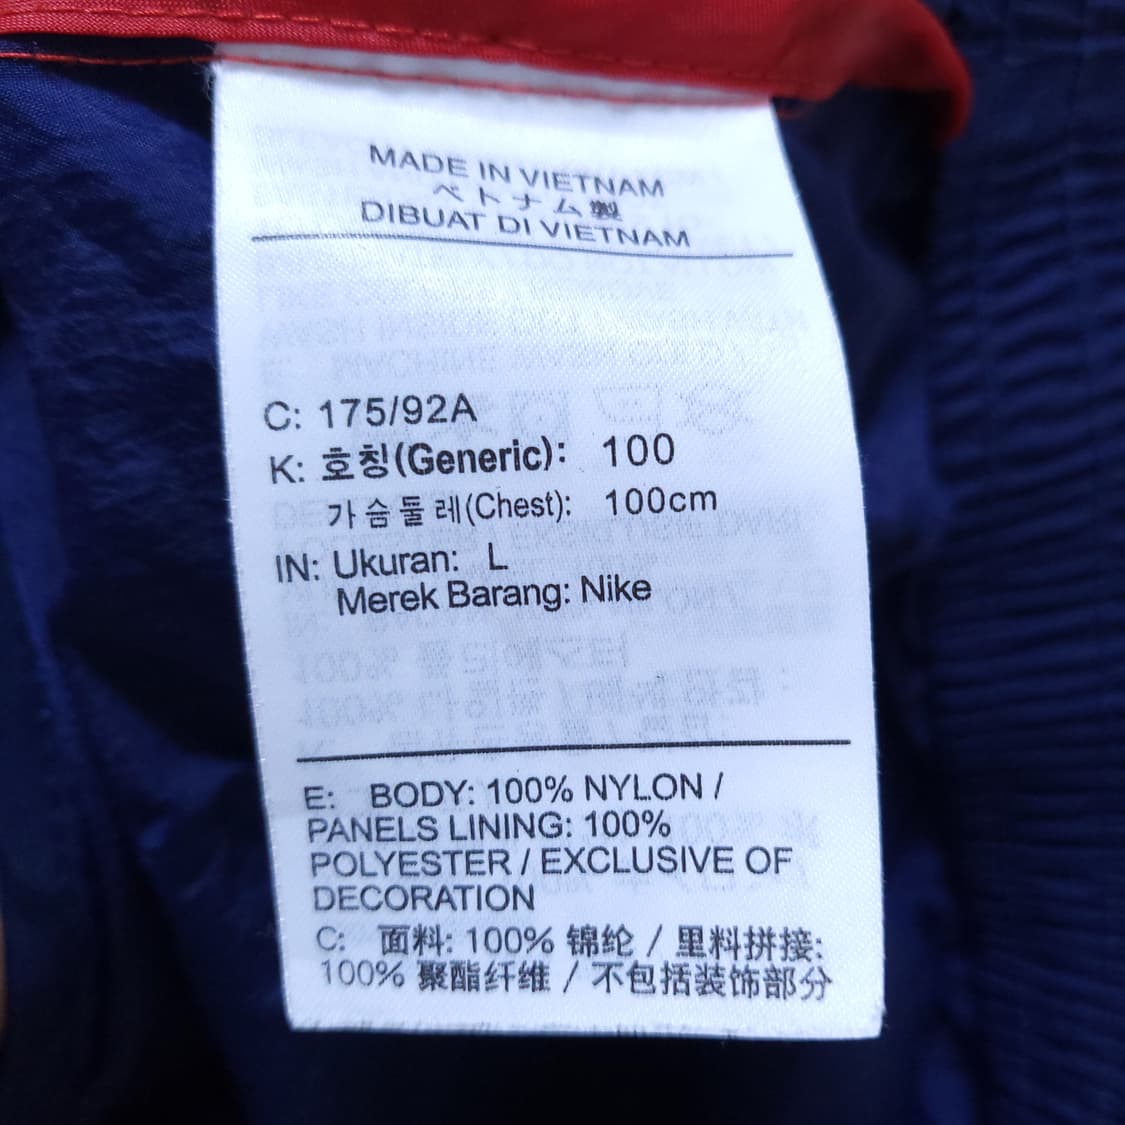 MADE IN VIETNAM
ベトナム製
DIBUAT DI VIETNAM
C: 175/92A
K: 호칭(Generic): 100
가슴둘레(Chest): 100cm
IN: Ukuran: L
Merek Barang: Nike
E: BODY: 100% NYLON /
PANELS LINING: 100%
POLYESTER / EXCLUSIVE OF
DECORATION
C: 面料: 100% 锦纶 / 里料拼接:
100% 聚酯纤维 / 不包括装饰部分